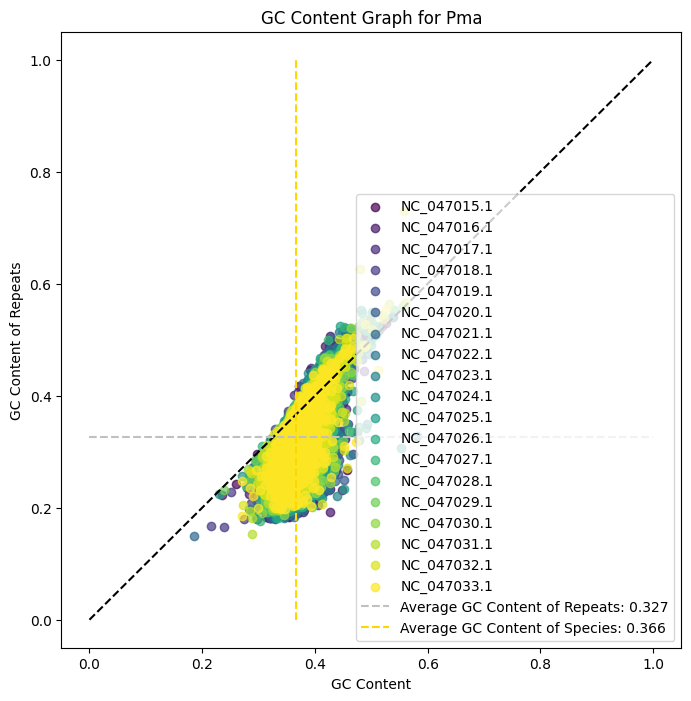 GC Content Graph for Pma
GC Content of Repeats
1.0
0.8
0.6
0.4
0.2
0.0
0.0
0.2
0.4
0.6
0.8
1.0
GC Content
NC_047015.1
NC_047016.1
NC_047017.1
NC_047018.1
NC_047019.1
NC_047020.1
NC_047021.1
NC_047022.1
NC_047023.1
NC_047024.1
NC_047025.1
NC_047026.1
NC_047027.1
NC_047028.1
NC_047029.1
NC_047030.1
NC_047031.1
NC_047032.1
NC_047033.1
Average GC Content of Repeats: 0.327
Average GC Content of Species: 0.366